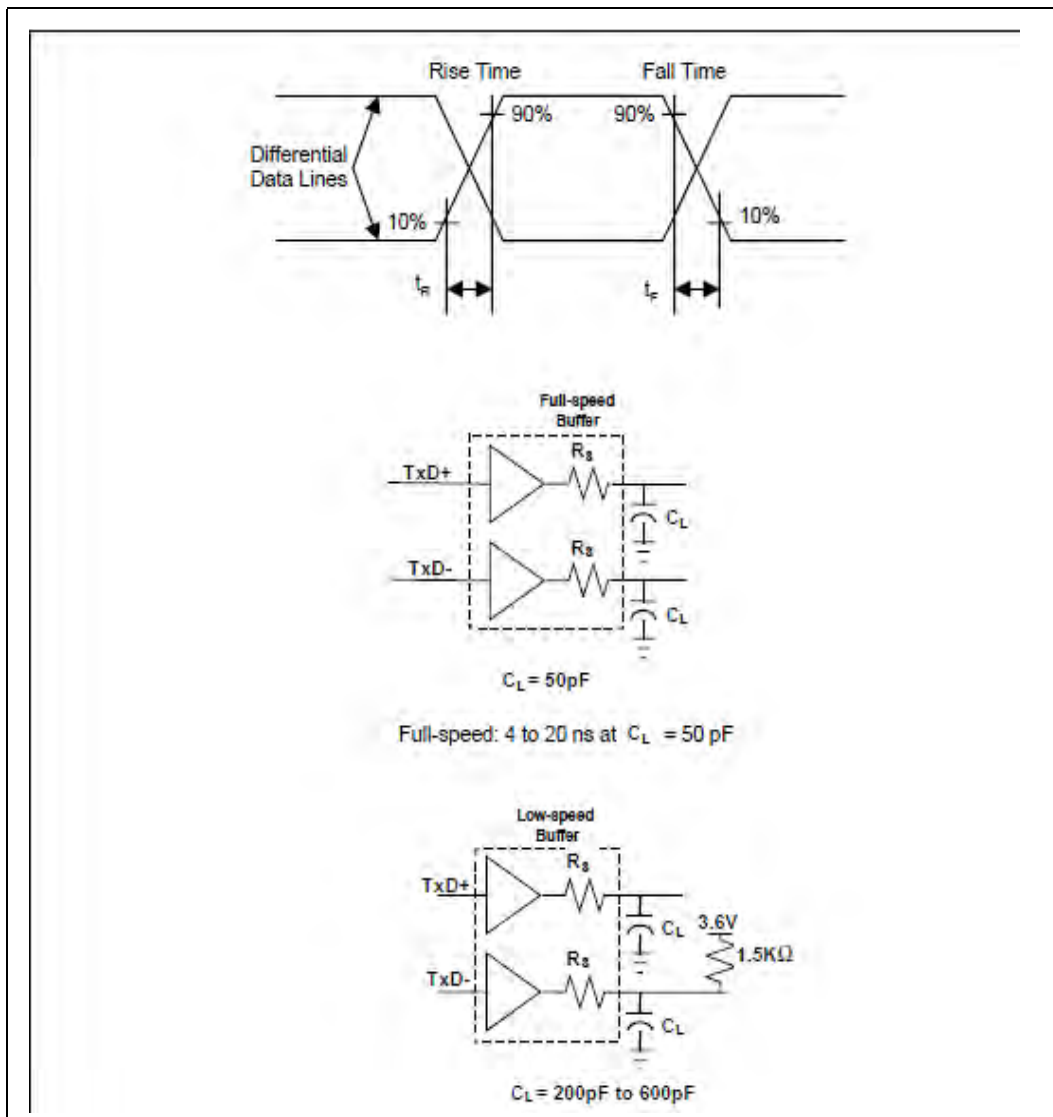 Rise Time
Fall Time
90%
90%
Differential
Data Lines
10%
10%
tR
tF
Full-speed
Buffer
TxD+
RS
CL
TxD-
RS
CL
CL = 50pF
Full-speed: 4 to 20 ns at CL = 50 pF
Low-speed
Buffer
TxD+
RS
CL
3.6V
1.5KΩ
TxD-
RS
CL
CL = 200pF to 600pF